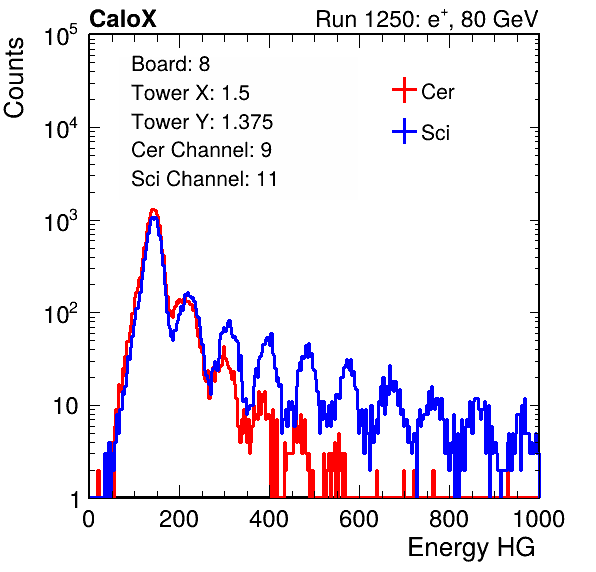 CaloX Run 1250: e⁺, 80 GeV
Counts
10⁵
10⁴
10³
10²
10
1
Board: 8
Tower X: 1.5
Tower Y: 1.375
Cer Channel: 9
Sci Channel: 11
Cer
Sci
0 200 400 600 800 1000
Energy HG